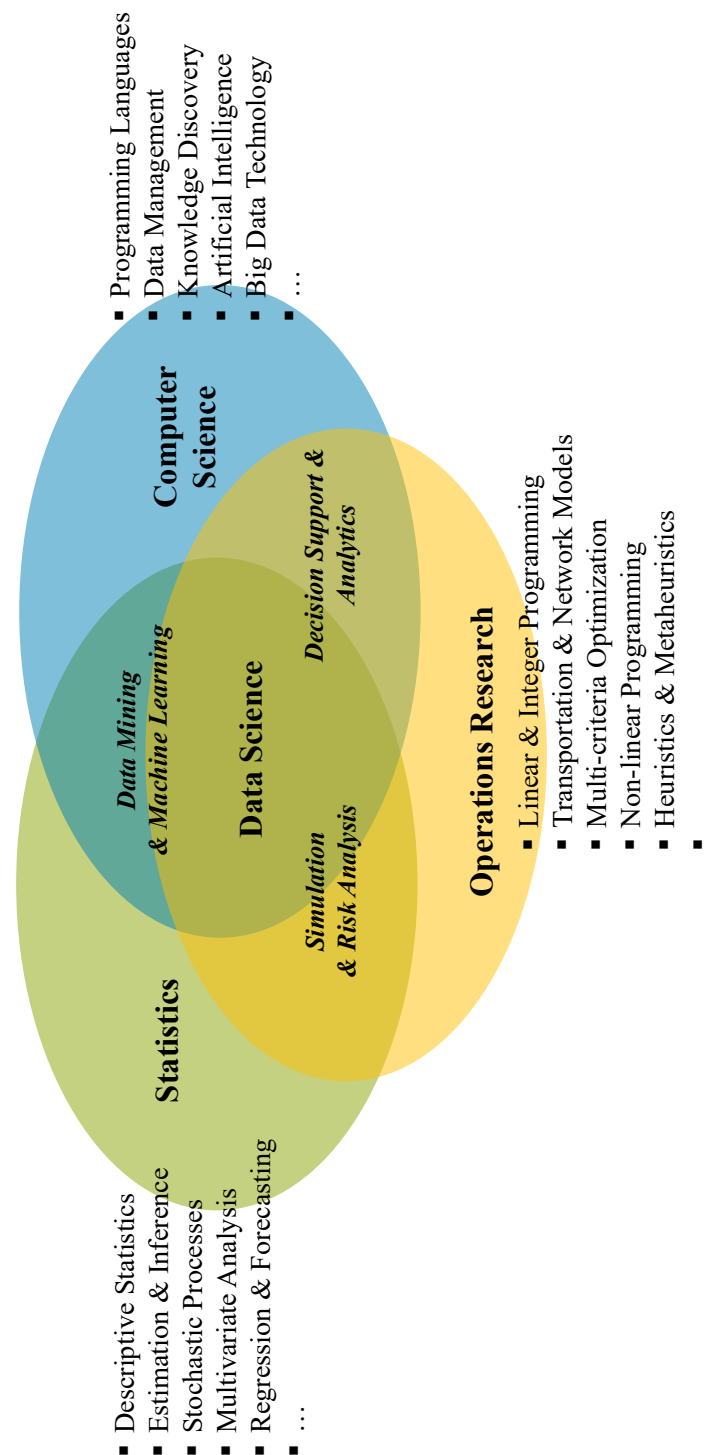 ▪ Descriptive Statistics
▪ Estimation & Inference
▪ Stochastic Processes
▪ Multivariate Analysis
▪ Regression & Forecasting
▪ …
Statistics
Data Mining
& Machine Learning
Computer
Science
▪ Programming Languages
▪ Data Management
▪ Knowledge Discovery
▪ Artificial Intelligence
▪ Big Data Technology
▪ …
Data Science
Simulation
& Risk Analysis
Decision Support &
Analytics
Operations Research
▪ Linear & Integer Programming
▪ Transportation & Network Models
▪ Multi-criteria Optimization
▪ Non-linear Programming
▪ Heuristics & Metaheuristics
▪